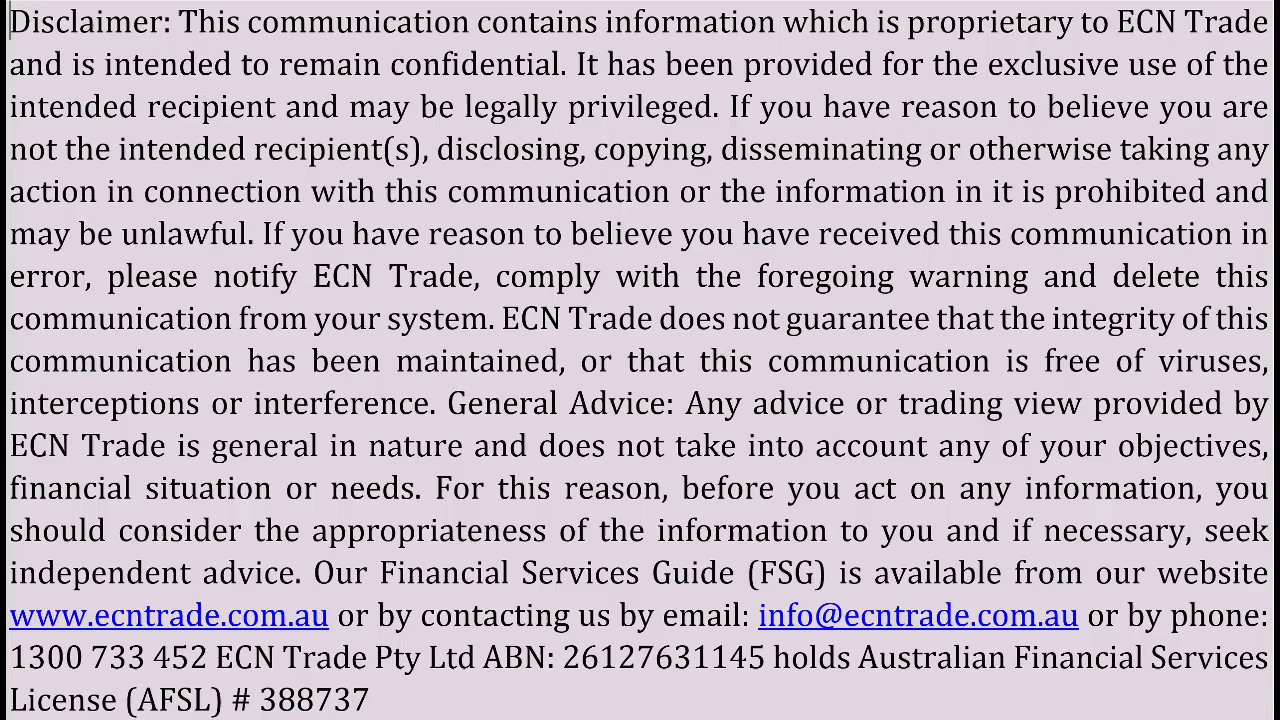 Disclaimer: This communication contains information which is proprietary to ECN Trade
and is intended to remain confidential. It has been provided for the exclusive use of the
intended recipient and may be legally privileged. If you have reason to believe you are
not the intended recipient(s), disclosing, copying, disseminating or otherwise taking any
action in connection with this communication or the information in it is prohibited and
may be unlawful. If you have reason to believe you have received this communication in
error, please notify ECN Trade, comply with the foregoing warning and delete this
communication from your system. ECN Trade does not guarantee that the integrity of this
communication has been maintained, or that this communication is free of viruses,
interceptions or interference. General Advice: Any advice or trading view provided by
ECN Trade is general in nature and does not take into account any of your objectives,
financial situation or needs. For this reason, before you act on any information, you
should consider the appropriateness of the information to you and if necessary, seek
independent advice. Our Financial Services Guide (FSG) is available from our website
www.ecntrade.com.au or by contacting us by email: info@ecntrade.com.au or by phone:
1300 733 452 ECN Trade Pty Ltd ABN: 26127631145 holds Australian Financial Services
License (AFSL) # 388737